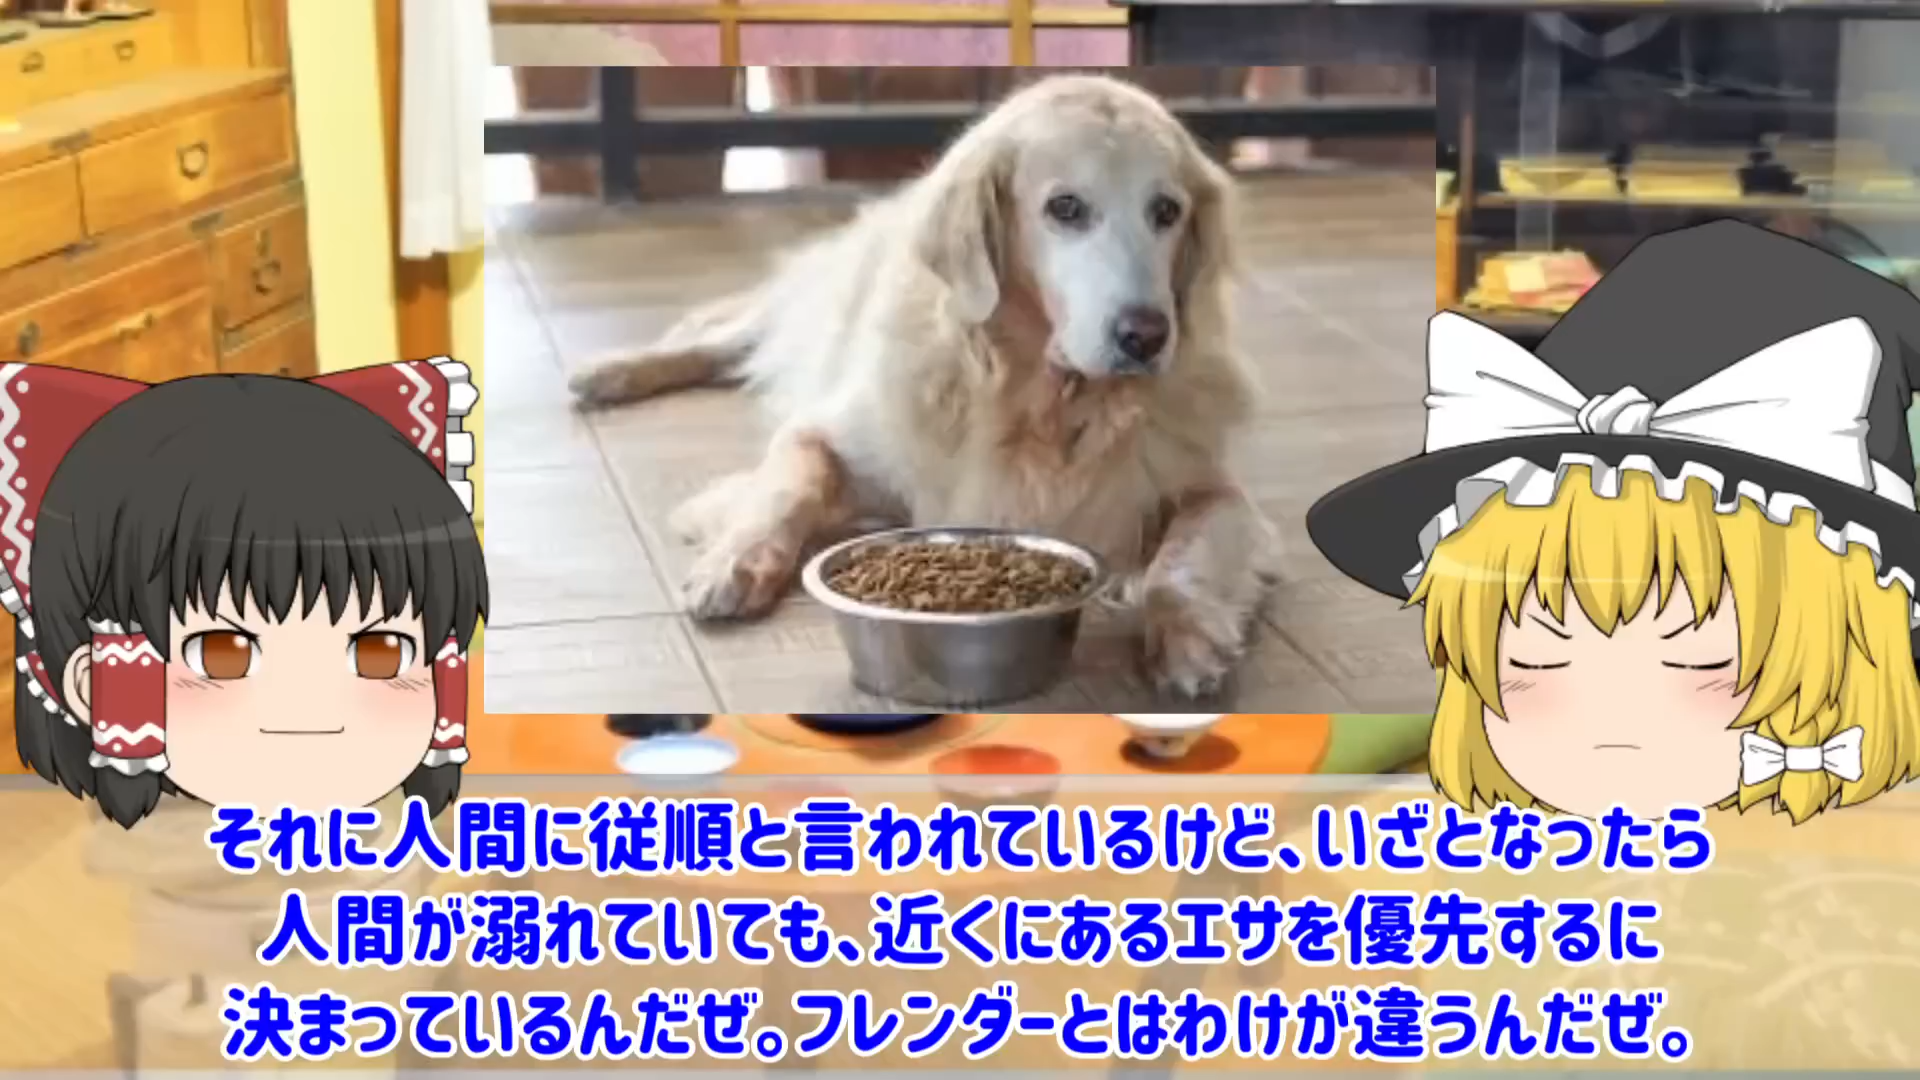 それに人間に従順と言われているけど、いざとなったら
人間が溺れていても、近くにあるエサを優先するに
決まっているんだぜ。フレンダーとはわけが違うんだぜ。